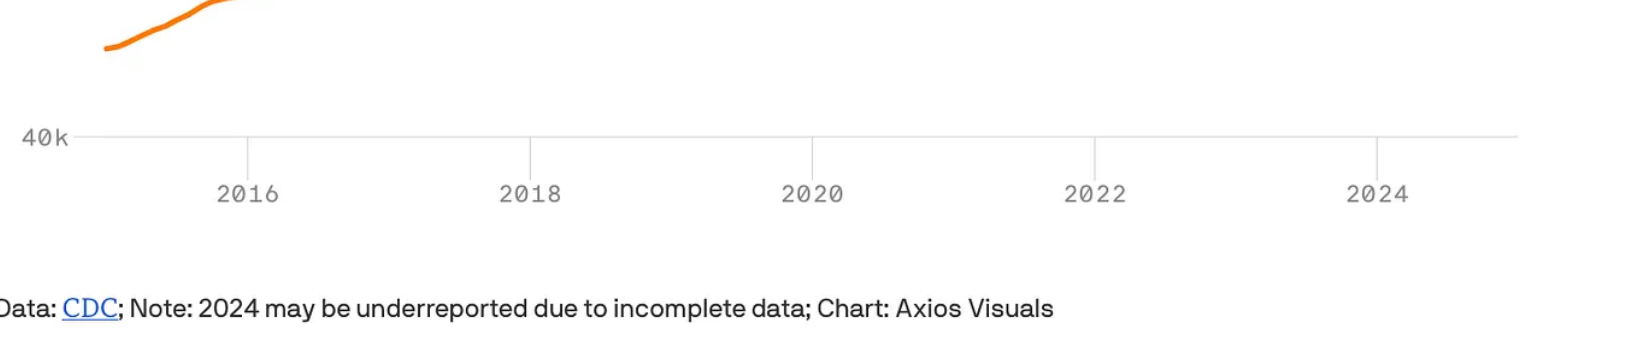 40k
2016 2018 2020 2022 2024
Data: CDC; Note: 2024 may be underreported due to incomplete data; Chart: Axios Visuals